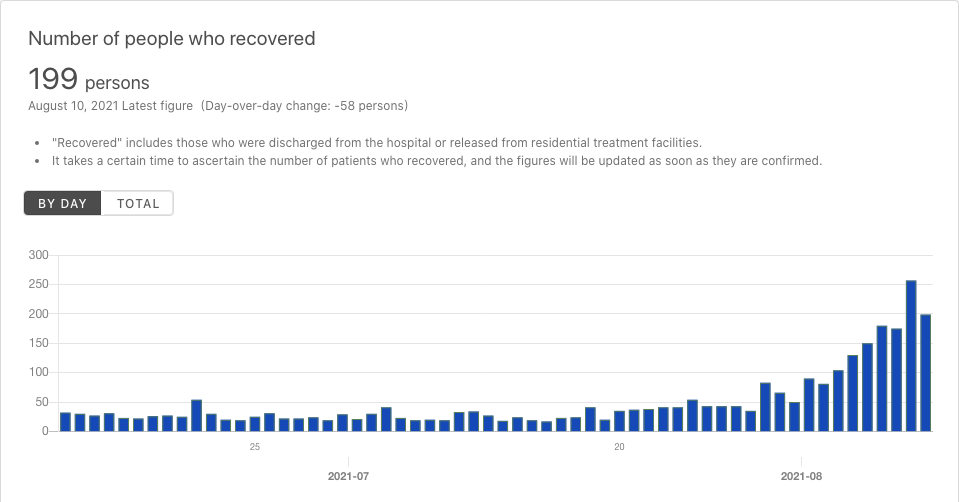 Number of people who recovered
199 persons
August 10, 2021 Latest figure (Day-over-day change: -58 persons)
• "Recovered" includes those who were discharged from the hospital or released from residential treatment facilities.
• It takes a certain time to ascertain the number of patients who recovered, and the figures will be updated as soon as they are confirmed.
BY DAY TOTAL
300
250
200
150
100
50
0
25 20
2021-07 2021-08